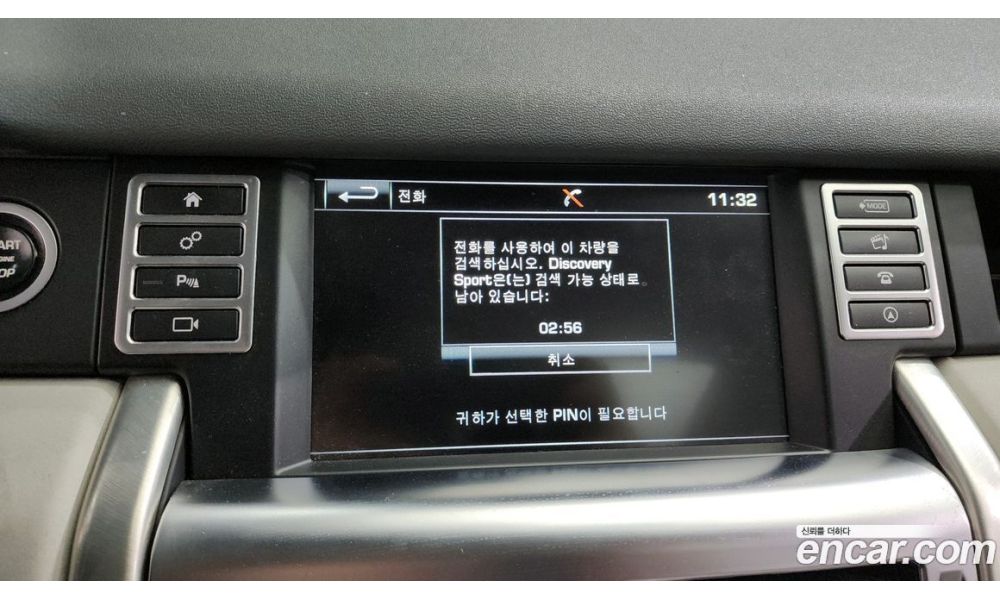 전화
11:32
전화를 사용하여 이 차량을
검색하십시오. Discovery
Sport은(는) 검색 가능 상태로
남아 있습니다:
02:56
취소
귀하가 선택한 PIN이 필요합니다
MODE
P
신뢰를 더하다
encar.com